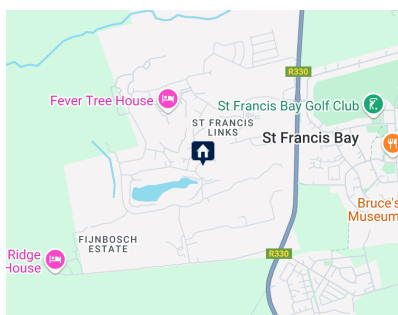 R330
Fever Tree House
St Francis Bay Golf Club
ST FRANCIS
LINKS
St Francis Bay
Bruce's
Museum
FIJNBOSCH
ESTATE
R330
Ridge
House